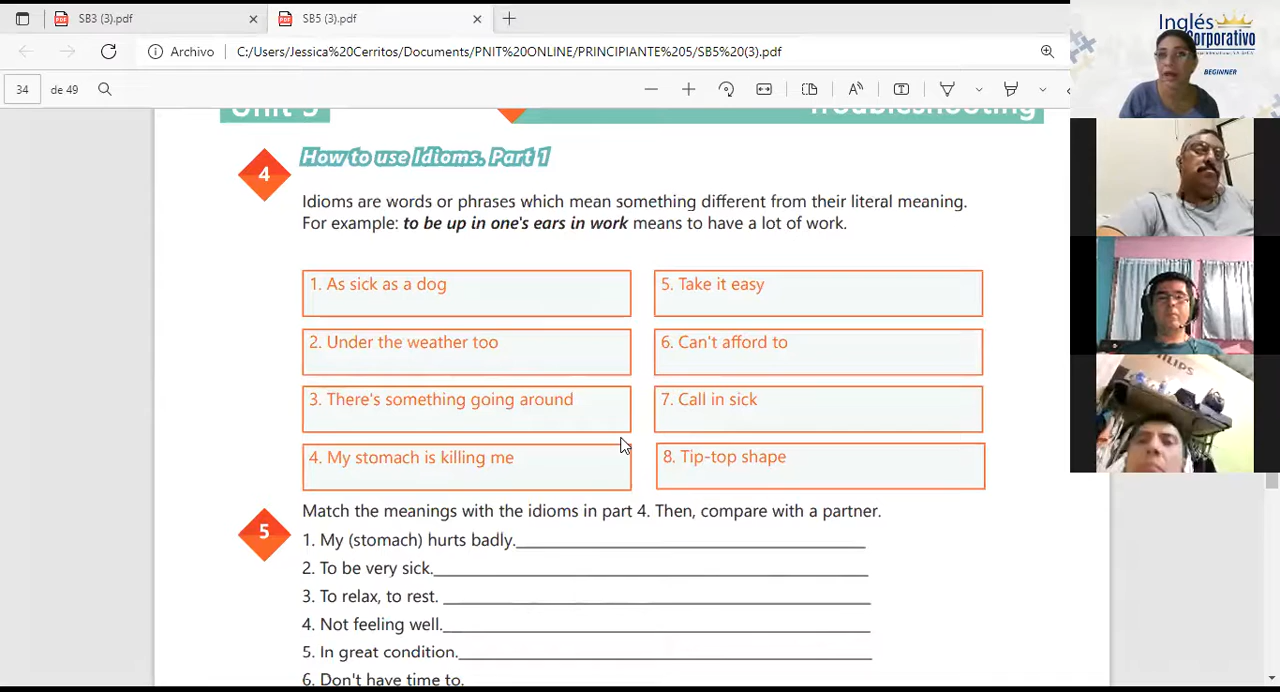 SB3 (3).pdf
SB5 (3).pdf
Archivo
C:/Users/Jessica%20Cerritos/Documents/PNIT%20ONLINE/PRINCIPIANTE%205/SB5%20(3).pdf
34
de 49
Unit 5
Troubleshooting
4
How to use Idioms. Part 1
Idioms are words or phrases which mean something different from their literal meaning.
For example: to be up in one's ears in work means to have a lot of work.
1. As sick as a dog
5. Take it easy
2. Under the weather too
6. Can't afford to
3. There's something going around
7. Call in sick
4. My stomach is killing me
8. Tip-top shape
5
Match the meanings with the idioms in part 4. Then, compare with a partner.
1. My (stomach) hurts badly.
2. To be very sick.
3. To relax, to rest.
4. Not feeling well.
5. In great condition.
6. Don't have time to.
Inglés
Corporativo
BEGINNER
PHILIPS